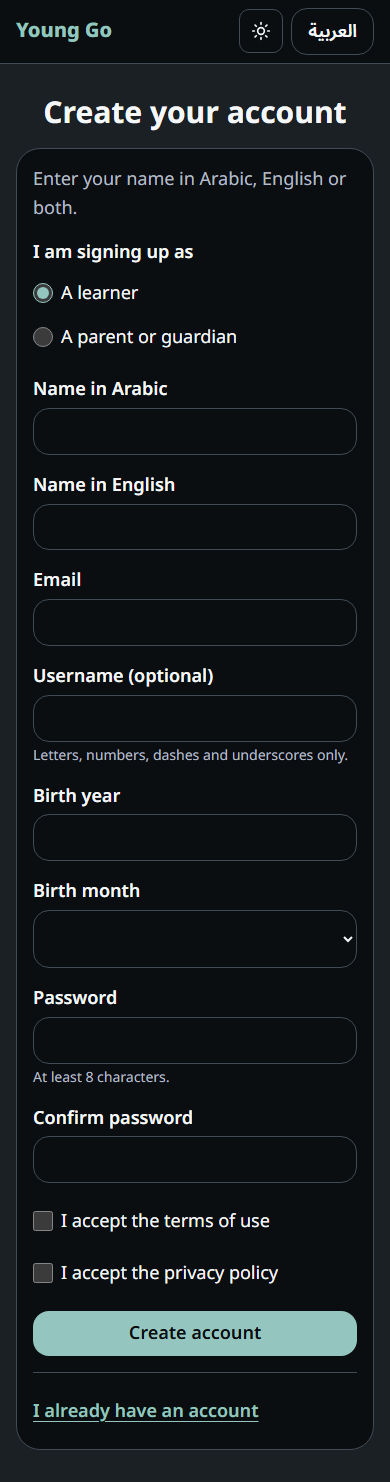 Young Go
العربية
Create your account
Enter your name in Arabic, English or
both.
I am signing up as
A learner
A parent or guardian
Name in Arabic
Name in English
Email
Username (optional)
Letters, numbers, dashes and underscores only.
Birth year
Birth month
Password
At least 8 characters.
Confirm password
I accept the terms of use
I accept the privacy policy
Create account
I already have an account